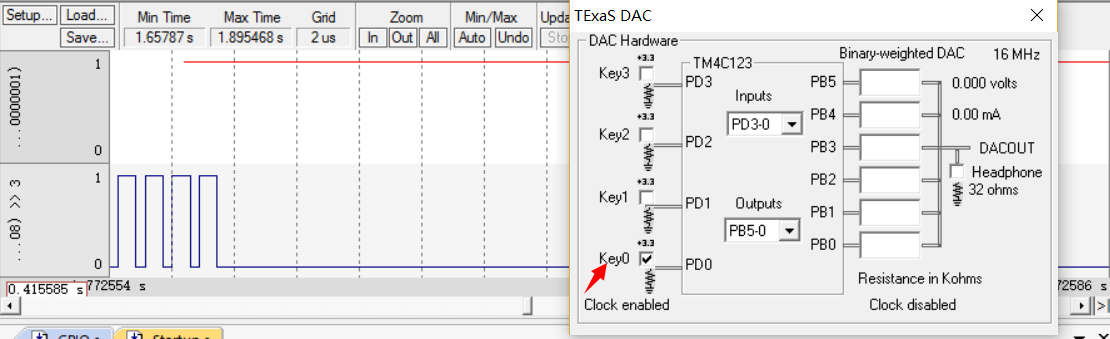 Setup... Load... Save...
Min Time Max Time Grid Zoom Min/Max Upda
1.65787 s 1.895468 s 2 us In Out All Auto Undo Sto
...0000001) 1 0
...08) >> 3 1 0
0.415585 s 772554 s
72586 s
TExaS DAC
DAC Hardware
Binary-weighted DAC 16 MHz
TM4C123
+3.3
Key3 PD3
Inputs
PD3-0
+3.3
Key2 PD2
+3.3
Key1 PD1
Outputs
PB5-0
+3.3
Key0 PD0
PB5 0.000 volts
PB4 0.00 mA
PB3 DACOUT
Headphone
PB2 32 ohms
PB1
PB0
Resistance in Kohms
Clock enabled Clock disabled